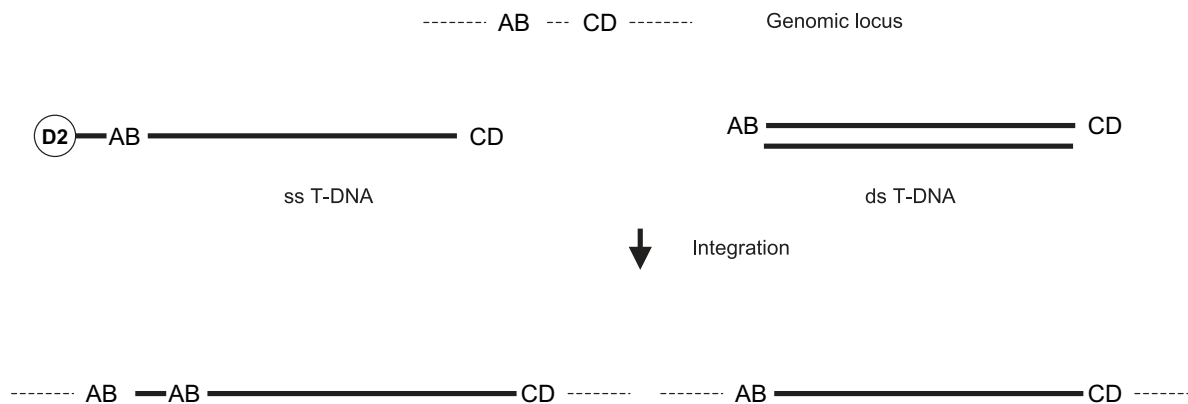 AB CD Genomic locus
D2 AB CD AB CD
ss T-DNA ds T-DNA
Integration
AB AB CD AB CD